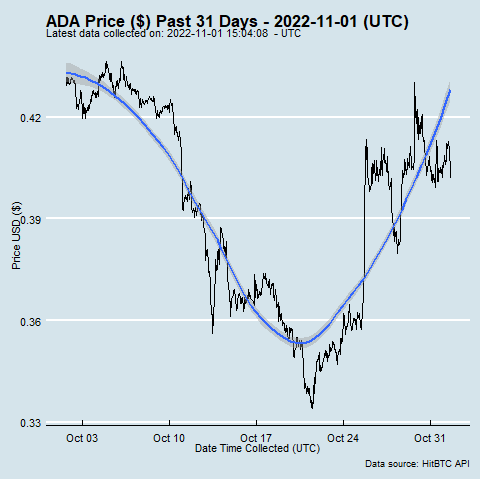 ADA Price ($) Past 31 Days - 2022-11-01 (UTC)
Latest data collected on: 2022-11-01 15:04:08 - UTC
0.42
0.39
0.36
0.33
Price USD ($)
Oct 03 Oct 10 Oct 17 Oct 24 Oct 31
Date Time Collected (UTC)
Data source: HitBTC API